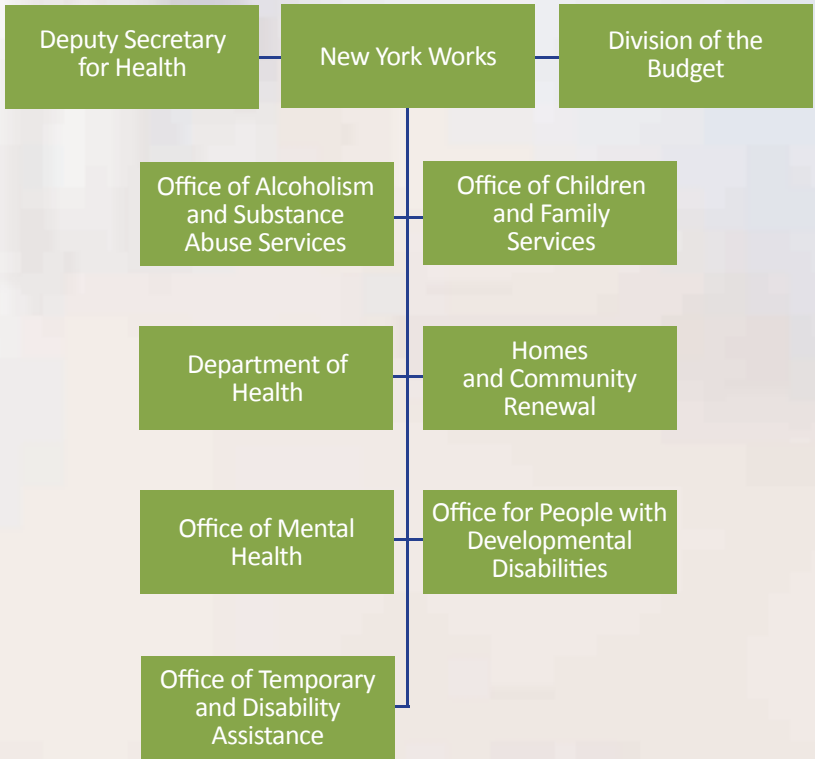 Deputy Secretary
for Health
New York Works
Division of the
Budget
Office of Alcoholism
and Substance
Abuse Services
Office of Children
and Family
Services
Department of
Health
Homes
and Community
Renewal
Office of Mental
Health
Office for People with
Developmental
Disabilities
Office of Temporary
and Disability
Assistance